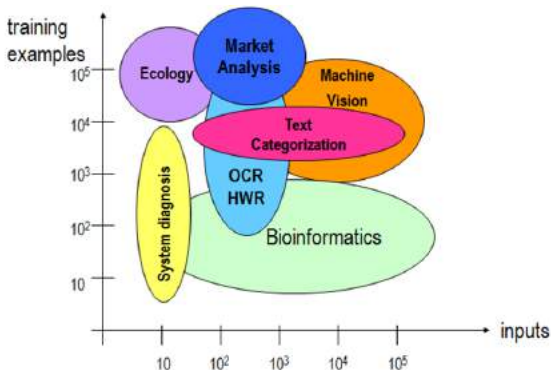 training
examples
10⁵
10⁴
10³
10²
10
Ecology
Market
Analysis
Machine
Vision
Text
Categorization
OCR
HWR
System diagnosis
Bioinformatics
10
10²
10³
10⁴
10⁵
inputs